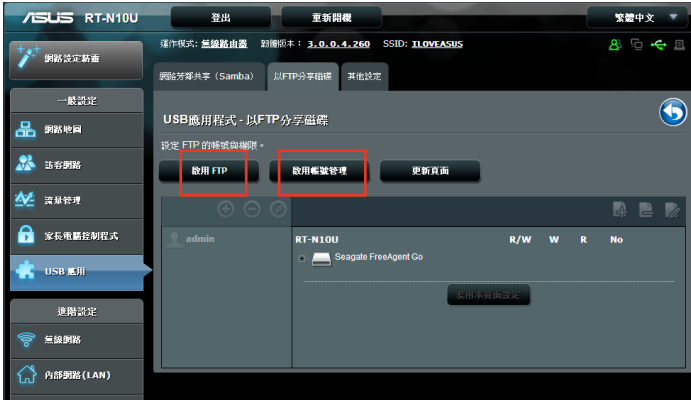 ASUS RT-N10U 登出 重新開機 繁體中文
運作模式: 無線路由器 韌體版本: 3.0.0.4.260 SSID: ILOVEASUS
網路設定精靈
網路芳鄰共享 (Samba) 以FTP分享磁碟 其他設定
一般設定
USB應用程式 - 以FTP分享磁碟
網路地圖
設定 FTP 的帳號與權限。
訪客網路
啟用 FTP 啟用帳號管理 更新頁面
流量管理
家長電腦控制程式
admin RT-N10U R/W W R No
Seagate FreeAgent Go
USB 應用
套用本頁面設定
進階設定
無線網路
內部網路(LAN)